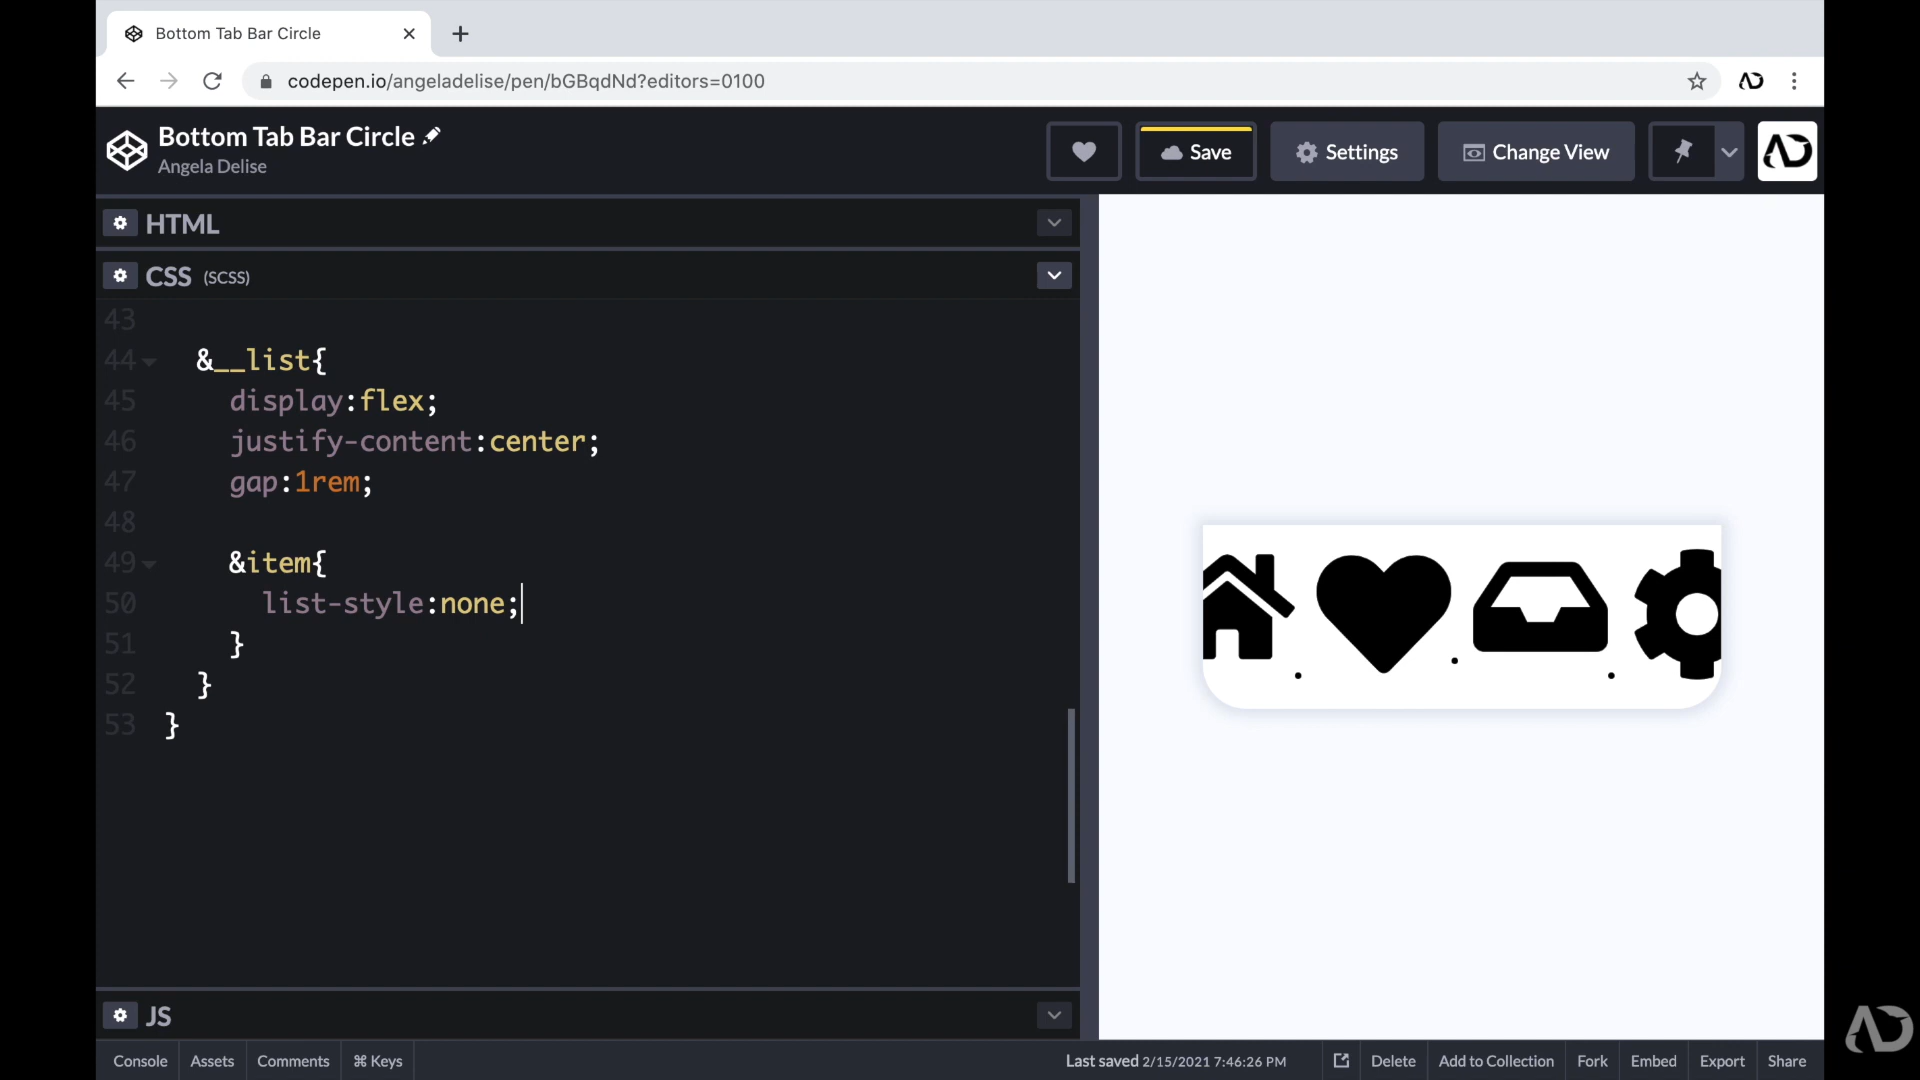 Bottom Tab Bar Circle
codepen.io/angeladelise/pen/bGBqdNd?editors=0100
Bottom Tab Bar Circle
Angela Delise
Save
Settings
Change View
HTML
CSS (SCSS)
43
44 &__list{
45 display:flex;
46 justify-content:center;
47 gap:1rem;
48
49 &item{
50 list-style:none;
51 }
52 }
53 }
JS
Console Assets Comments ⌘ Keys Last saved 2/15/2021 7:46:26 PM Delete Add to Collection Fork Embed Export Share